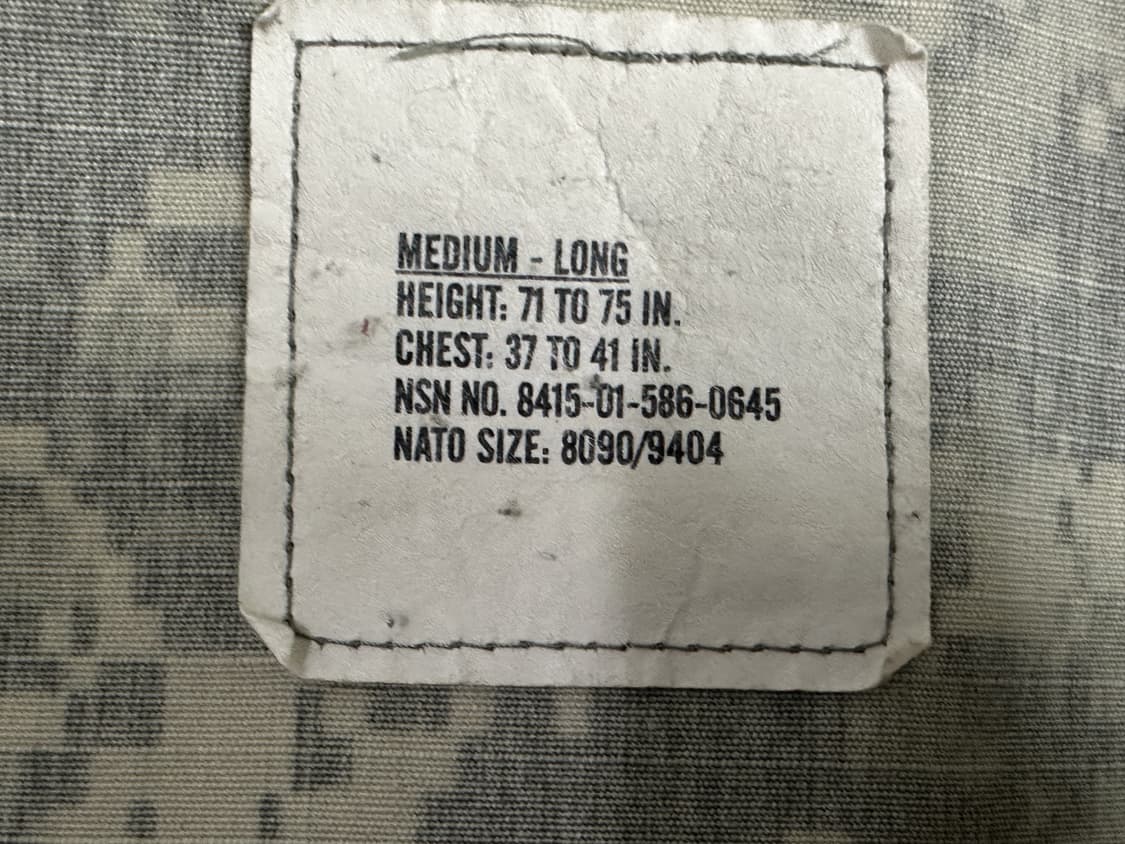 MEDIUM - LONG
HEIGHT: 71 TO 75 IN.
CHEST: 37 TO 41 IN.
NSN NO. 8415-01-586-0645
NATO SIZE: 8090/9404